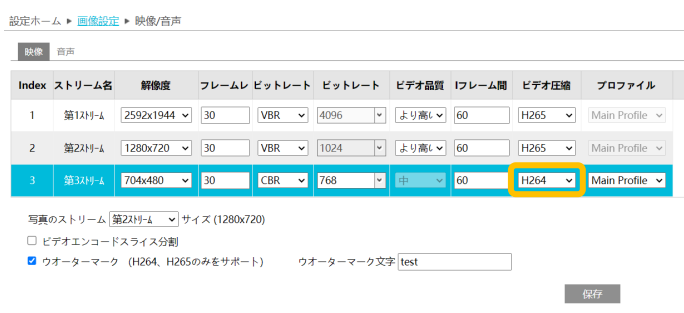 設定ホーム ▶ 画像設定 ▶ 映像/音声
映像 音声
Index ストリーム名 解像度 フレームレ ビットレート ビットレート ビデオ品質 Iフレーム間 ビデオ圧縮 プロファイル
1 第1ストリーム 2592x1944 30 VBR 4096 より高い 60 H265 Main Profile
2 第2ストリーム 1280x720 30 VBR 1024 より高い 60 H265 Main Profile
3 第3ストリーム 704x480 30 CBR 768 中 60 H264 Main Profile
写真のストリーム 第2ストリーム サイズ (1280x720)
ビデオエンコードスライス分割
ウオーターマーク （H264、H265のみをサポート） ウオーターマーク文字 test
保存